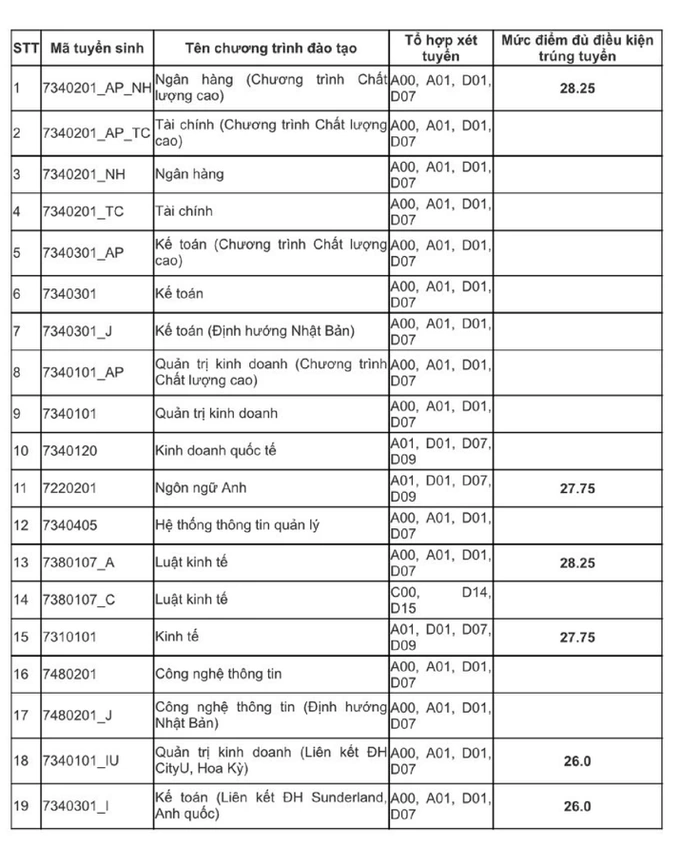 STT Mã tuyển sinh Tên chương trình đào tạo Tổ hợp xét tuyển Mức điểm đủ điều kiện trúng tuyển
1 7340201_AP_NH Ngân hàng (Chương trình Chất lượng cao) A00, A01, D01, D07 28.25
2 7340201_AP_TC Tài chính (Chương trình Chất lượng cao) A00, A01, D01, D07
3 7340201_NH Ngân hàng A00, A01, D01, D07
4 7340201_TC Tài chính A00, A01, D01, D07
5 7340301_AP Kế toán (Chương trình Chất lượng cao) A00, A01, D01, D07
6 7340301 Kế toán A00, A01, D01, D07
7 7340301_J Kế toán (Định hướng Nhật Bản) A00, A01, D01, D07
8 7340101_AP Quản trị kinh doanh (Chương trình Chất lượng cao) A00, A01, D01, D07
9 7340101 Quản trị kinh doanh A00, A01, D01, D07
10 7340120 Kinh doanh quốc tế A01, D01, D07, D09
11 7220201 Ngôn ngữ Anh A01, D01, D07, D09 27.75
12 7340405 Hệ thống thông tin quản lý A00, A01, D01, D07
13 7380107_A Luật kinh tế A00, A01, D01, D07 28.25
14 7380107_C Luật kinh tế C00, D14, D15
15 7310101 Kinh tế A01, D01, D07, D09 27.75
16 7480201 Công nghệ thông tin A00, A01, D01, D07
17 7480201_J Công nghệ thông tin (Định hướng Nhật Bản) A00, A01, D01, D07
18 7340101_IU Quản trị kinh doanh (Liên kết ĐH CityU, Hoa Kỳ) A00, A01, D01, D07 26.0
19 7340301_I Kế toán (Liên kết ĐH Sunderland, Anh quốc) A00, A01, D01, D07 26.0